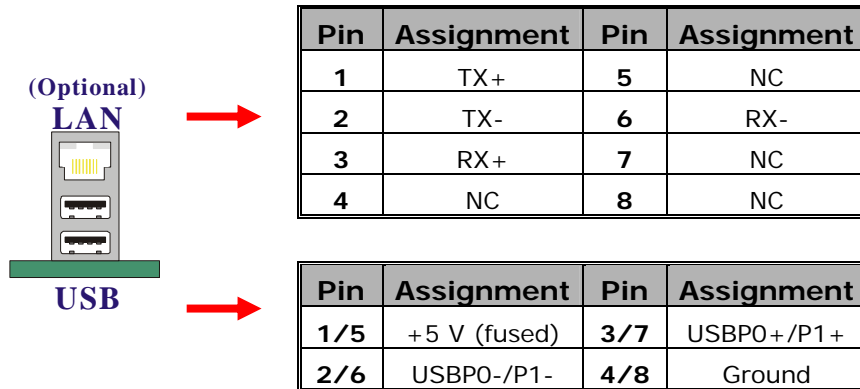 (Optional)
LAN
USB
Pin Assignment Pin Assignment
1 TX+ 5 NC
2 TX- 6 RX-
3 RX+ 7 NC
4 NC 8 NC
Pin Assignment Pin Assignment
1/5 +5 V (fused) 3/7 USBP0+/P1+
2/6 USBP0-/P1- 4/8 Ground